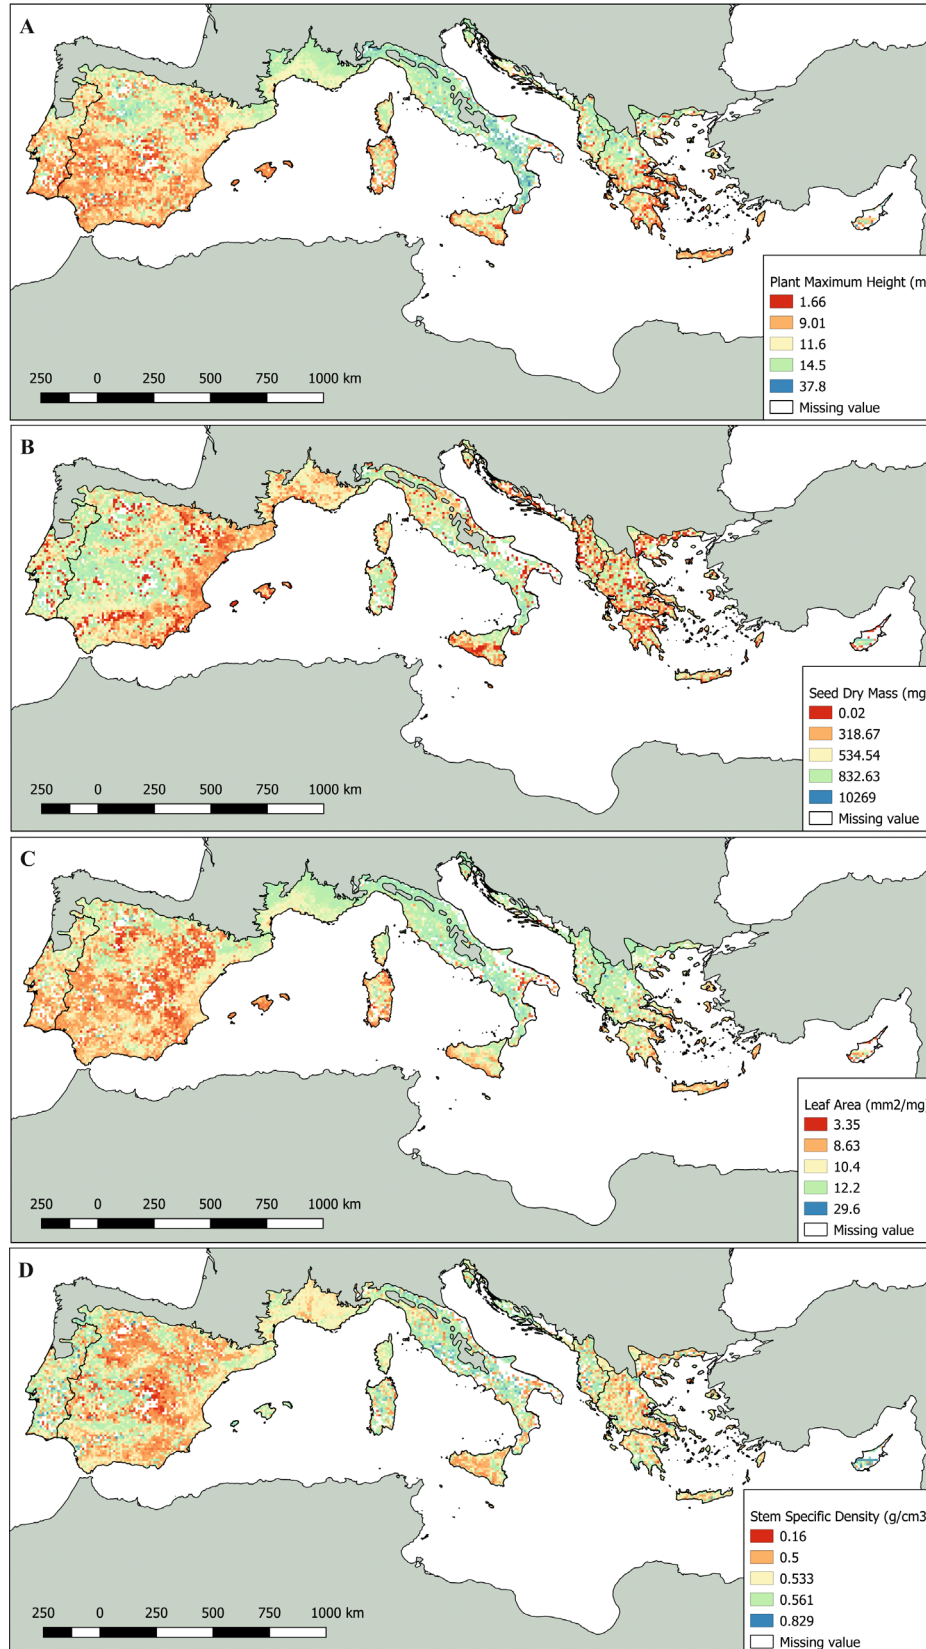 A
Plant Maximum Height (m
1.66
9.01
11.6
14.5
37.8
Missing value
250 0 250 500 750 1000 km
B
Seed Dry Mass (mg
0.02
318.67
534.54
832.63
10269
Missing value
250 0 250 500 750 1000 km
C
Leaf Area (mm2/mg)
3.35
8.63
10.4
12.2
29.6
Missing value
250 0 250 500 750 1000 km
D
Stem Specific Density (g/cm3
0.16
0.5
0.533
0.561
0.829
Missing value
250 0 250 500 750 1000 km